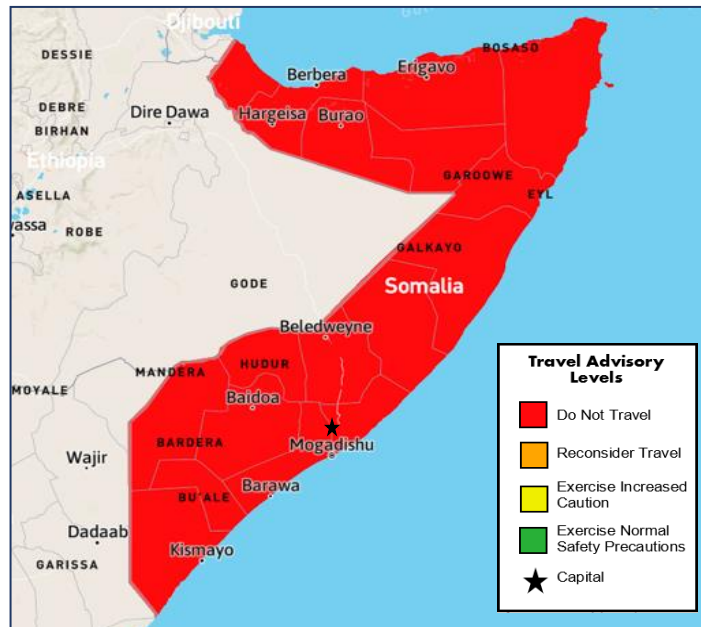 Djibouti
DESSIE
BOSASO
Berbera
Erigavo
DEBRE
BIRHAN
Dire Dawa
Hargeisa
Burao
Ethiopia
ASELLA
GAROOWE
EYL
assa
ROBE
GALKAYO
GODE
Somalia
Beledweyne
MANDERA
HUDUR
MOYALE
Baidoa
BARDERA
Mogadishu
Wajir
BU'ALE
Barawa
Dadaab
Kismayo
GARISSA
Travel Advisory
Levels
Do Not Travel
Reconsider Travel
Exercise Increased
Caution
Exercise Normal
Safety Precautions
Capital